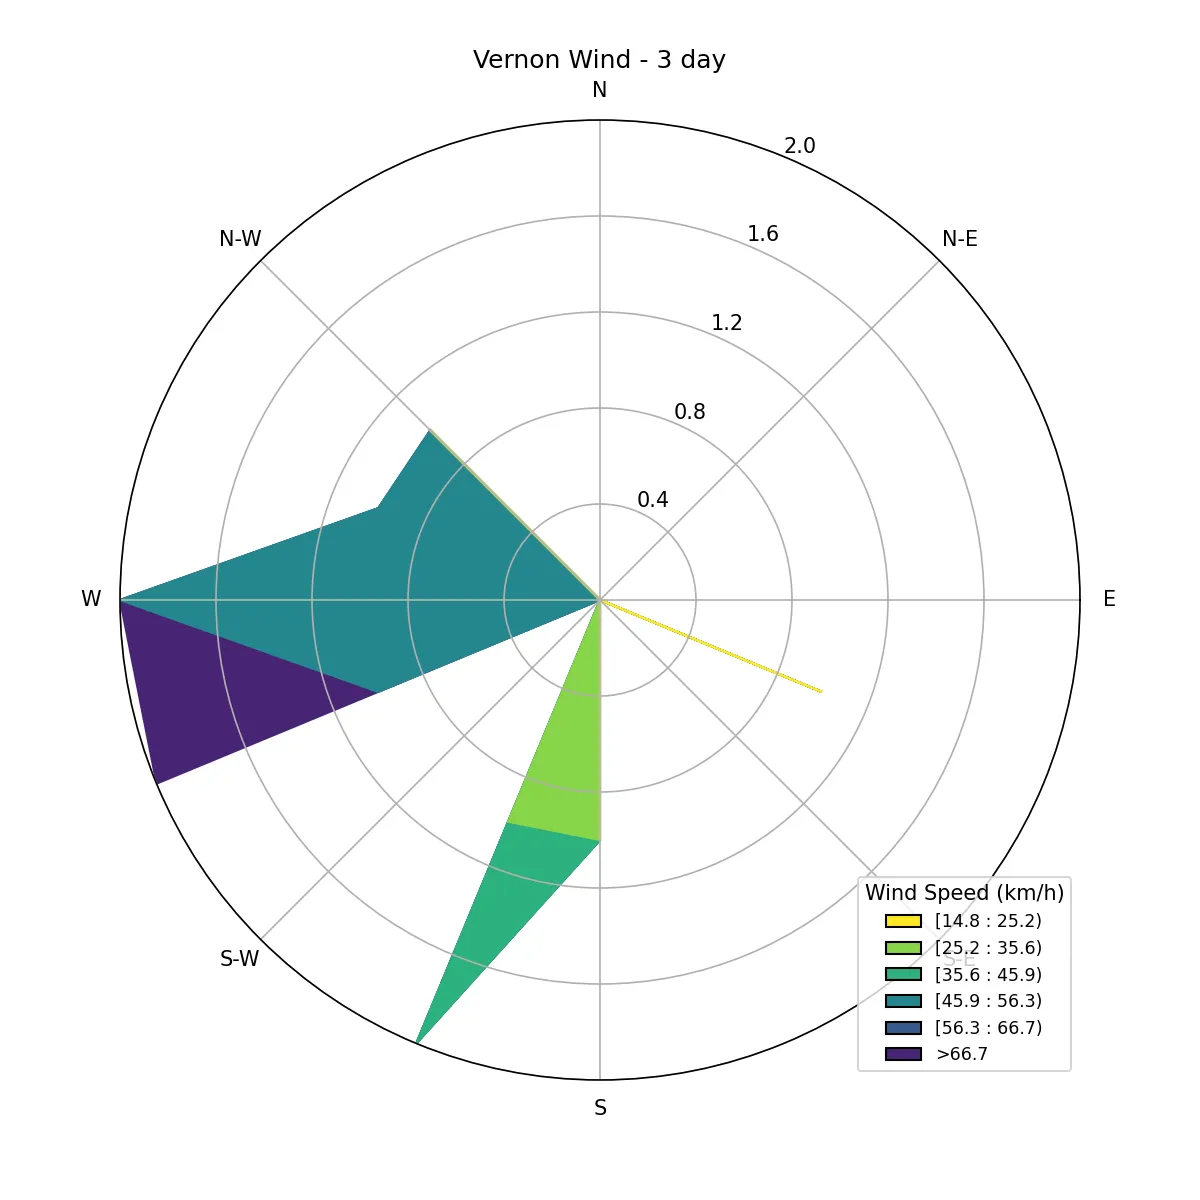 Vernon Wind - 3 day
N
2.0
N-W
1.6
N-E
1.2
0.8
0.4
W
E
Wind Speed (km/h)
[14.8 : 25.2)
[25.2 : 35.6)
S-W
S-E
[35.6 : 45.9)
[45.9 : 56.3)
[56.3 : 66.7)
>66.7
S